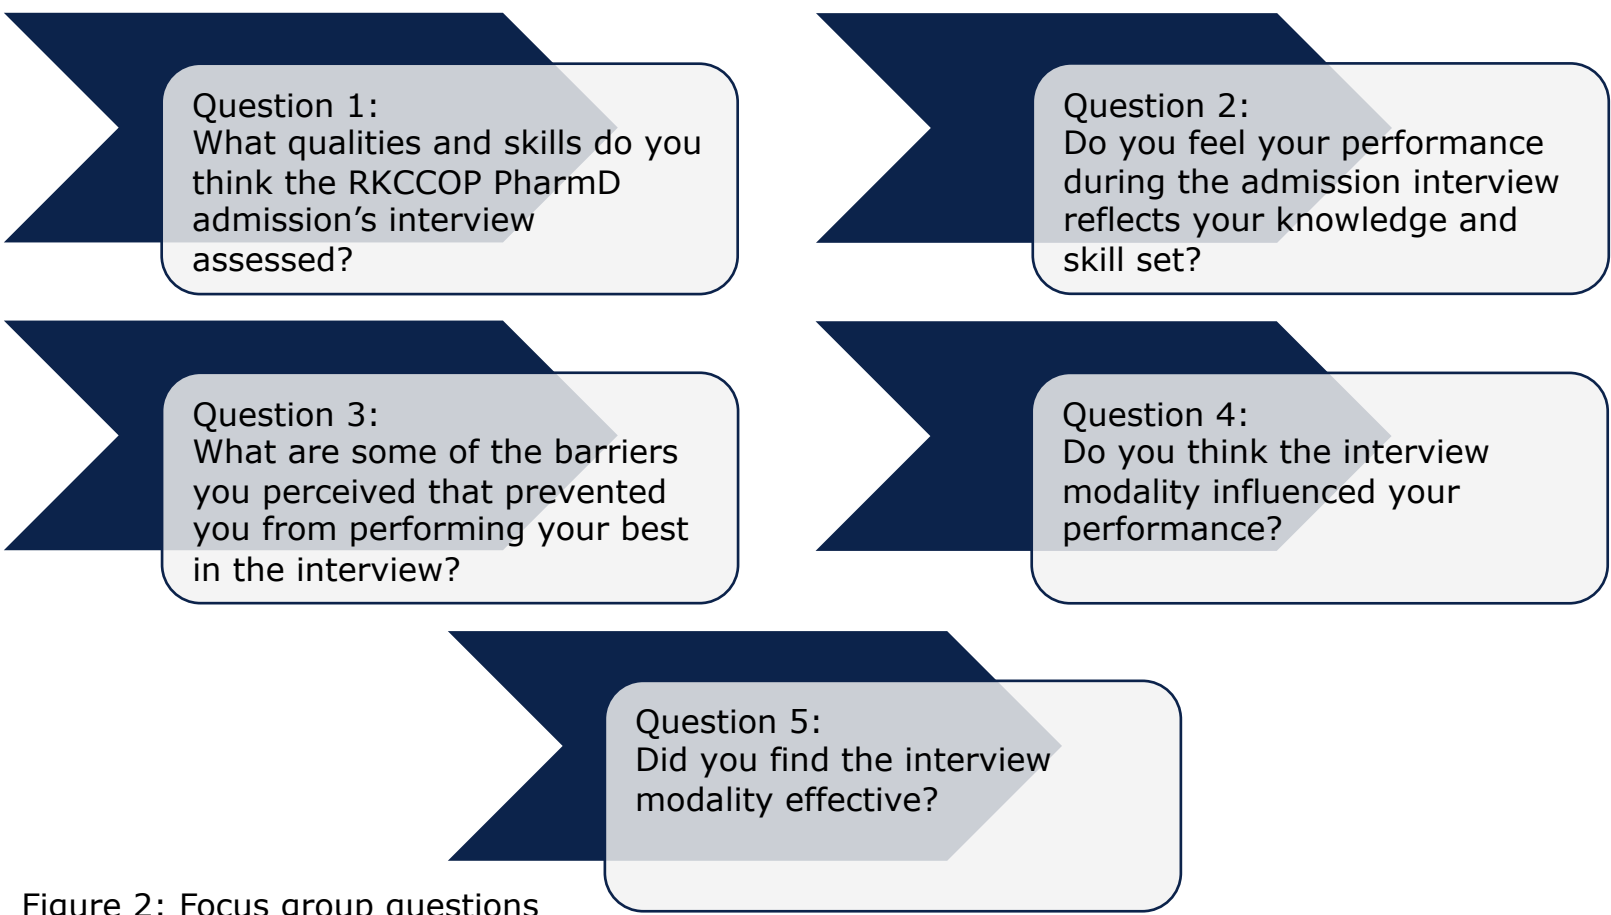 Question 1:
What qualities and skills do you
think the RKCCOP PharmD
admission’s interview
assessed?
Question 2:
Do you feel your performance
during the admission interview
reflects your knowledge and
skill set?
Question 3:
What are some of the barriers
you perceived that prevented
you from performing your best
in the interview?
Question 4:
Do you think the interview
modality influenced your
performance?
Question 5:
Did you find the interview
modality effective?
Figure 2: Focus group questions